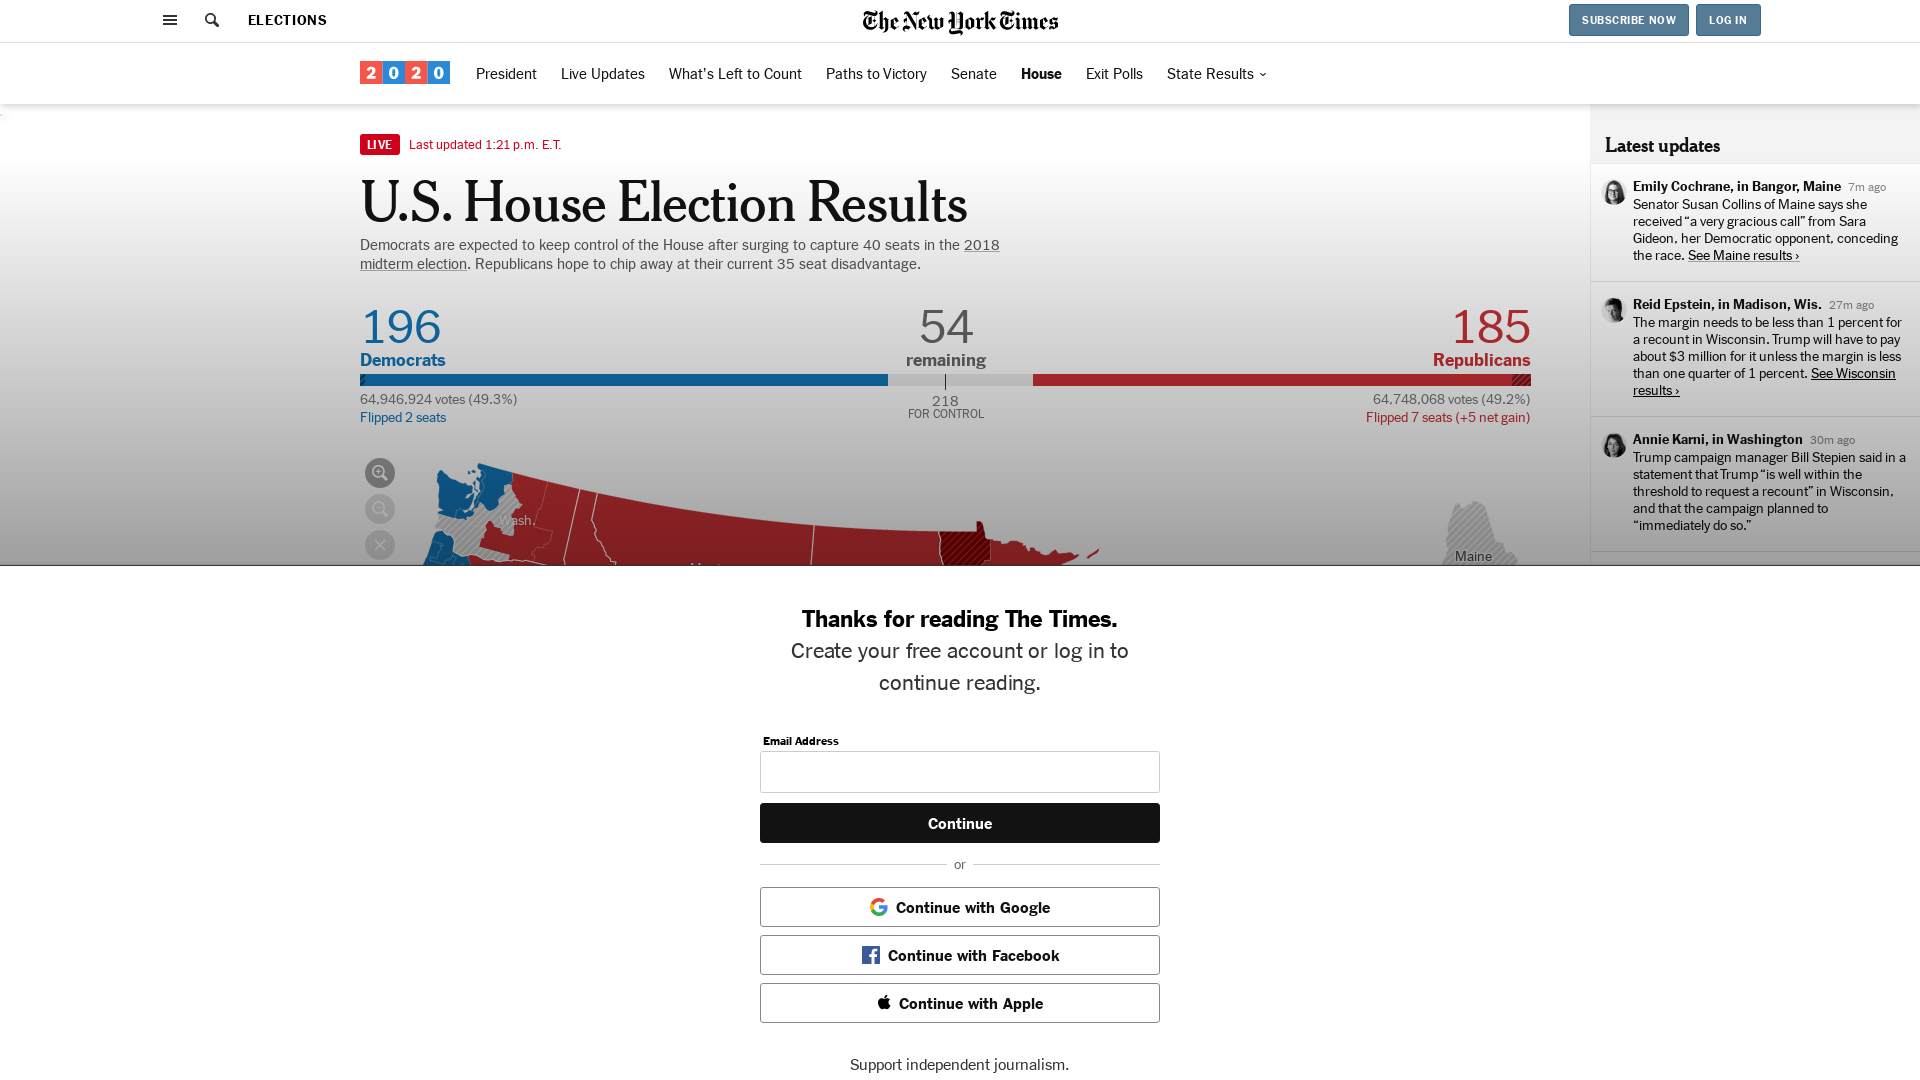 ELECTIONS
The New York Times
SUBSCRIBE NOW
LOG IN
2020
President
Live Updates
What's Left to Count
Paths to Victory
Senate
House
Exit Polls
State Results
LIVE
Last updated 1:21 p.m. E.T.
U.S. House Election Results
Democrats are expected to keep control of the House after surging to capture 40 seats in the 2018
midterm election. Republicans hope to chip away at their current 35 seat disadvantage.
196
Democrats
54
remaining
185
Republicans
64,946,924 votes (49.3%)
Flipped 2 seats
218
FOR CONTROL
64,748,068 votes (49.2%)
Flipped 7 seats (+5 net gain)
Wash.
Maine
Latest updates
Emily Cochrane, in Bangor, Maine 7m ago
Senator Susan Collins of Maine says she
received “a very gracious call” from Sara
Gideon, her Democratic opponent, conceding
the race. See Maine results ›
Reid Epstein, in Madison, Wis. 27m ago
The margin needs to be less than 1 percent for
a recount in Wisconsin. Trump will have to pay
about $3 million for it unless the margin is less
than one quarter of 1 percent. See Wisconsin
results ›
Annie Karni, in Washington 30m ago
Trump campaign manager Bill Stepien said in a
statement that Trump “is well within the
threshold to request a recount” in Wisconsin,
and that the campaign planned to
“immediately do so.”
Thanks for reading The Times.
Create your free account or log in to
continue reading.
Email Address
Continue
or
Continue with Google
Continue with Facebook
Continue with Apple
Support independent journalism.